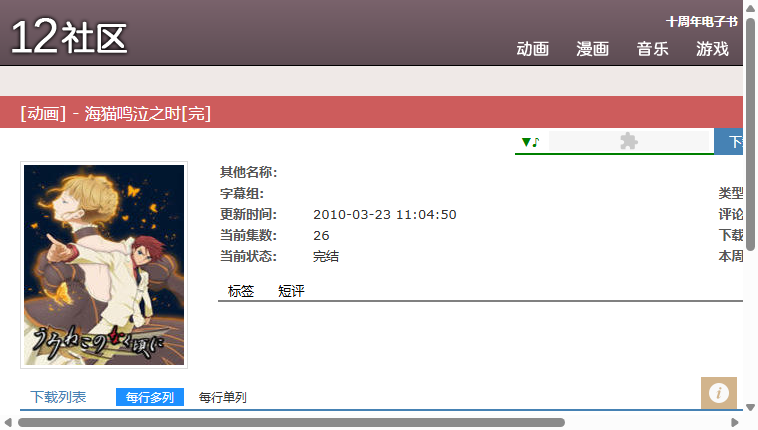 12社区
十周年电子书
动画 漫画 音乐 游戏
[动画] - 海猫鸣泣之时[完]
▼♪ 下
其他名称:
字幕组: 类型
更新时间: 2010-03-23 11:04:50 评论
当前集数: 26 下载
当前状态: 完结 本周
标签 短评
うみねこのなく頃に
下载列表 每行多列 每行单列
i